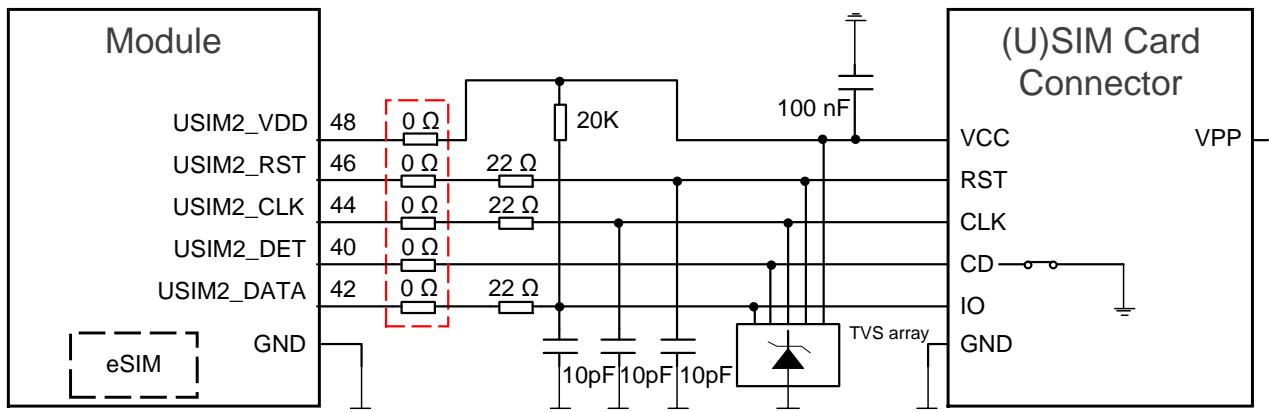 Module
(U)SIM Card
Connector
100 nF
20K
USIM2_VDD 48 0 Ω
VCC VPP
USIM2_RST 46 0 Ω 22 Ω
RST
USIM2_CLK 44 0 Ω 22 Ω
CLK
USIM2_DET 40 0 Ω
CD
USIM2_DATA 42 0 Ω 22 Ω
IO
GND
TVS array
GND
eSIM
10pF 10pF 10pF